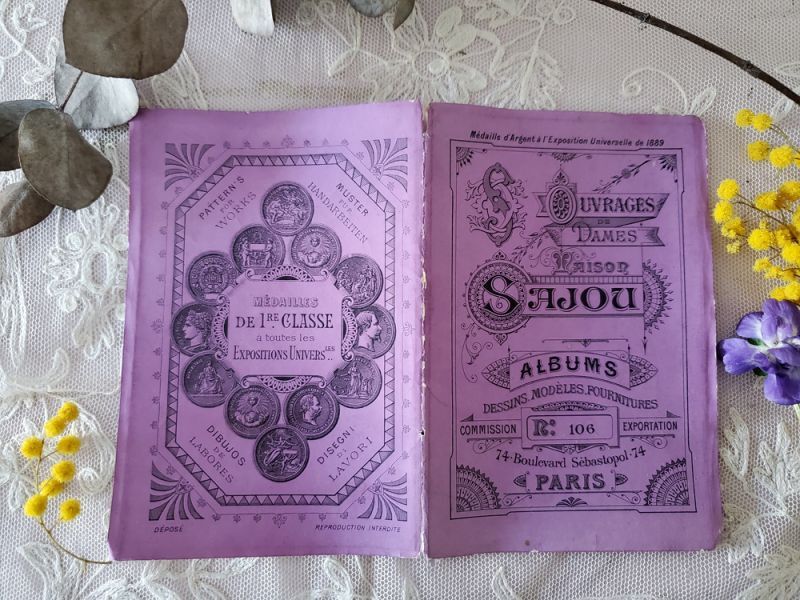 PATTERN'S
FOR
WORKS
MUSTER
FÜR
HANDARBEITEN
MÉDAILLES
DE 1RE CLASSE
à toutes les
EXPOSITIONS UNIVERSLES
DIBUJOS
DE
LABORES
DISEGNI
DI
LAVORI
DÉPOSÉ
REPRODUCTION INTERDITE
Médaille d'Argent à l'Exposition Universelle de 1889
OUVRAGES
DE
DAMES
MAISON
SAJOU
ALBUMS
DESSINS, MODÈLES, FOURNITURES
COMMISSION
No: 106
EXPORTATION
74 · Boulevard Sébastopol · 74
PARIS